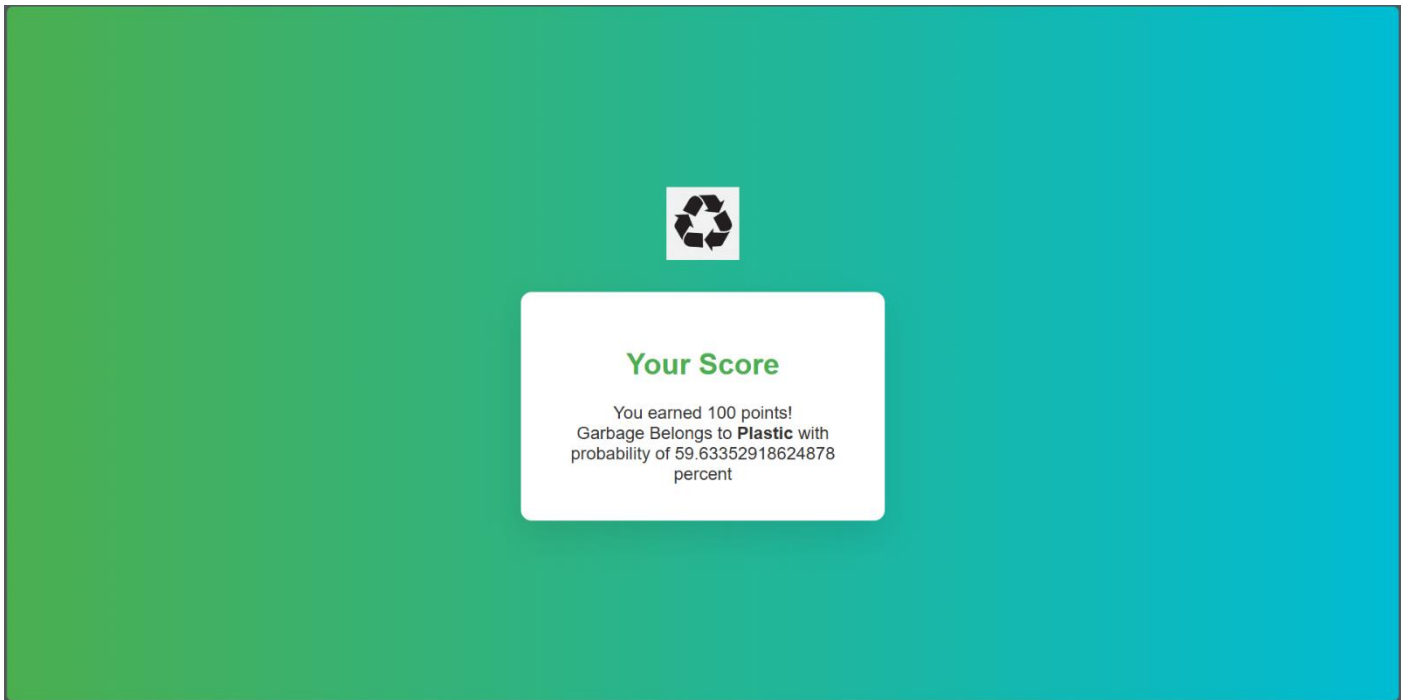 Your Score
You earned 100 points!
Garbage Belongs to Plastic with
probability of 59.63352918624878
percent